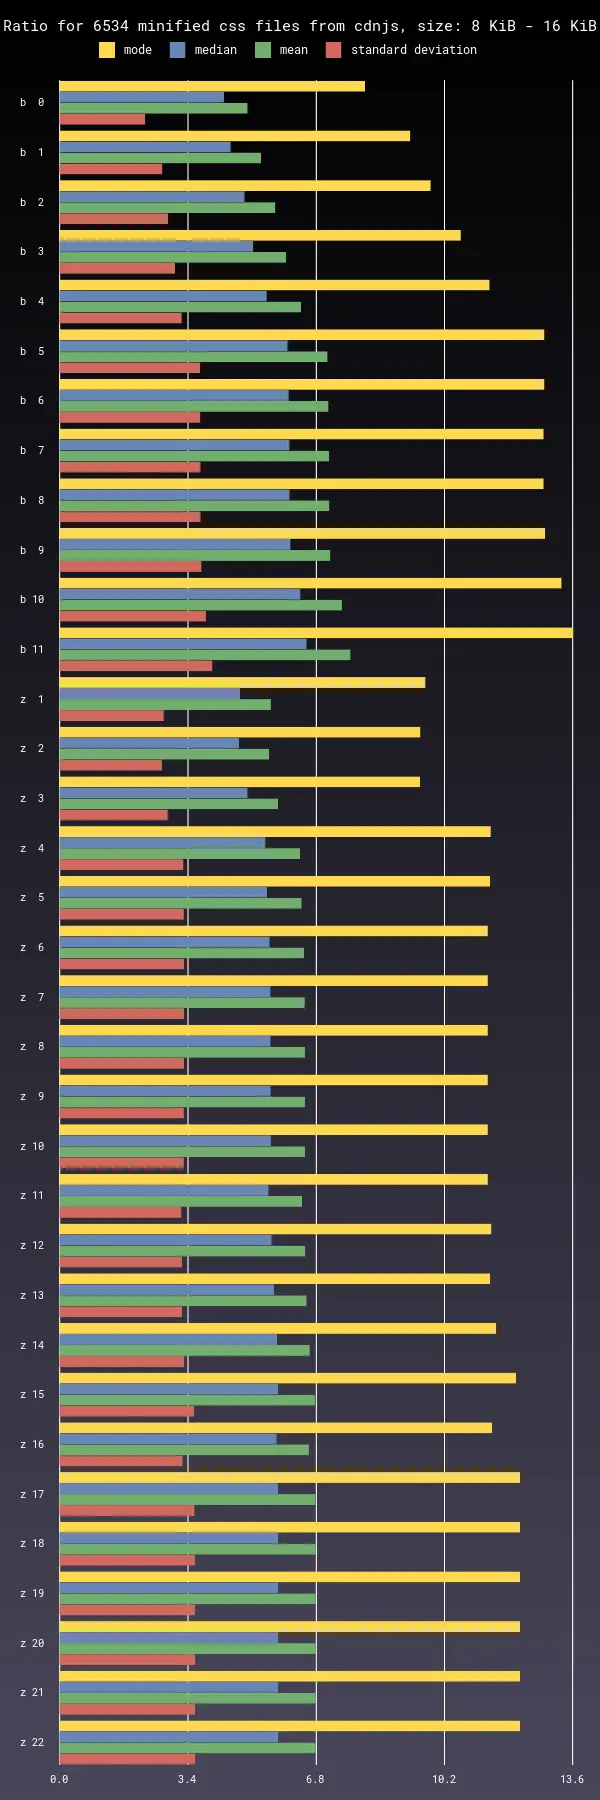 Ratio for 6534 minified css files from cdnjs, size: 8 KiB - 16 KiB
mode median mean standard deviation
b 0
b 1
b 2
b 3
b 4
b 5
b 6
b 7
b 8
b 9
b 10
b 11
z 1
z 2
z 3
z 4
z 5
z 6
z 7
z 8
z 9
z 10
z 11
z 12
z 13
z 14
z 15
z 16
z 17
z 18
z 19
z 20
z 21
z 22
0.0 3.4 6.8 10.2 13.6